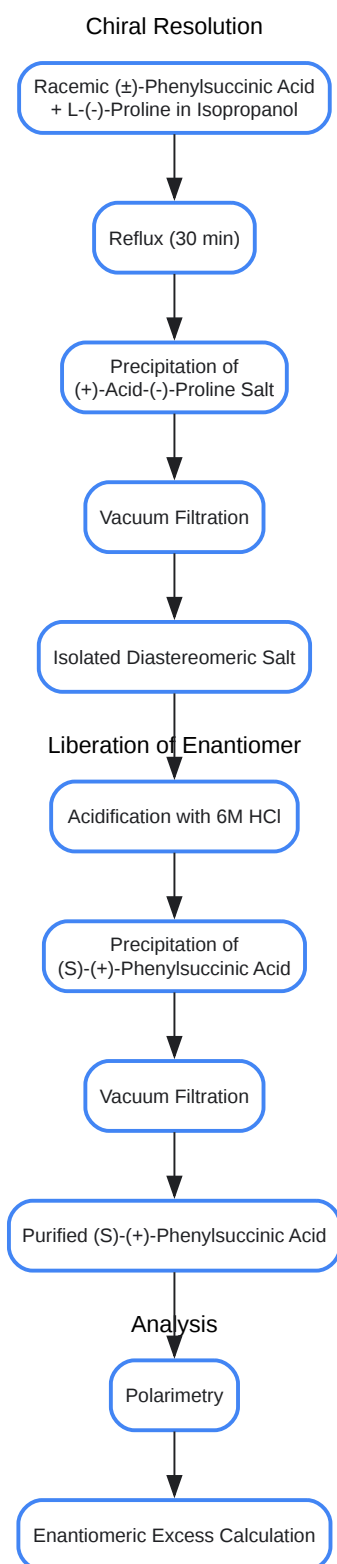 Chiral Resolution
Racemic (±)-Phenylsuccinic Acid
+ L-(-)-Proline in Isopropanol
Reflux (30 min)
Precipitation of
(+)-Acid-(-)-Proline Salt
Vacuum Filtration
Isolated Diastereomeric Salt
Liberation of Enantiomer
Acidification with 6M HCl
Precipitation of
(S)-(+)-Phenylsuccinic Acid
Vacuum Filtration
Purified (S)-(+)-Phenylsuccinic Acid
Analysis
Polarimetry
Enantiomeric Excess Calculation